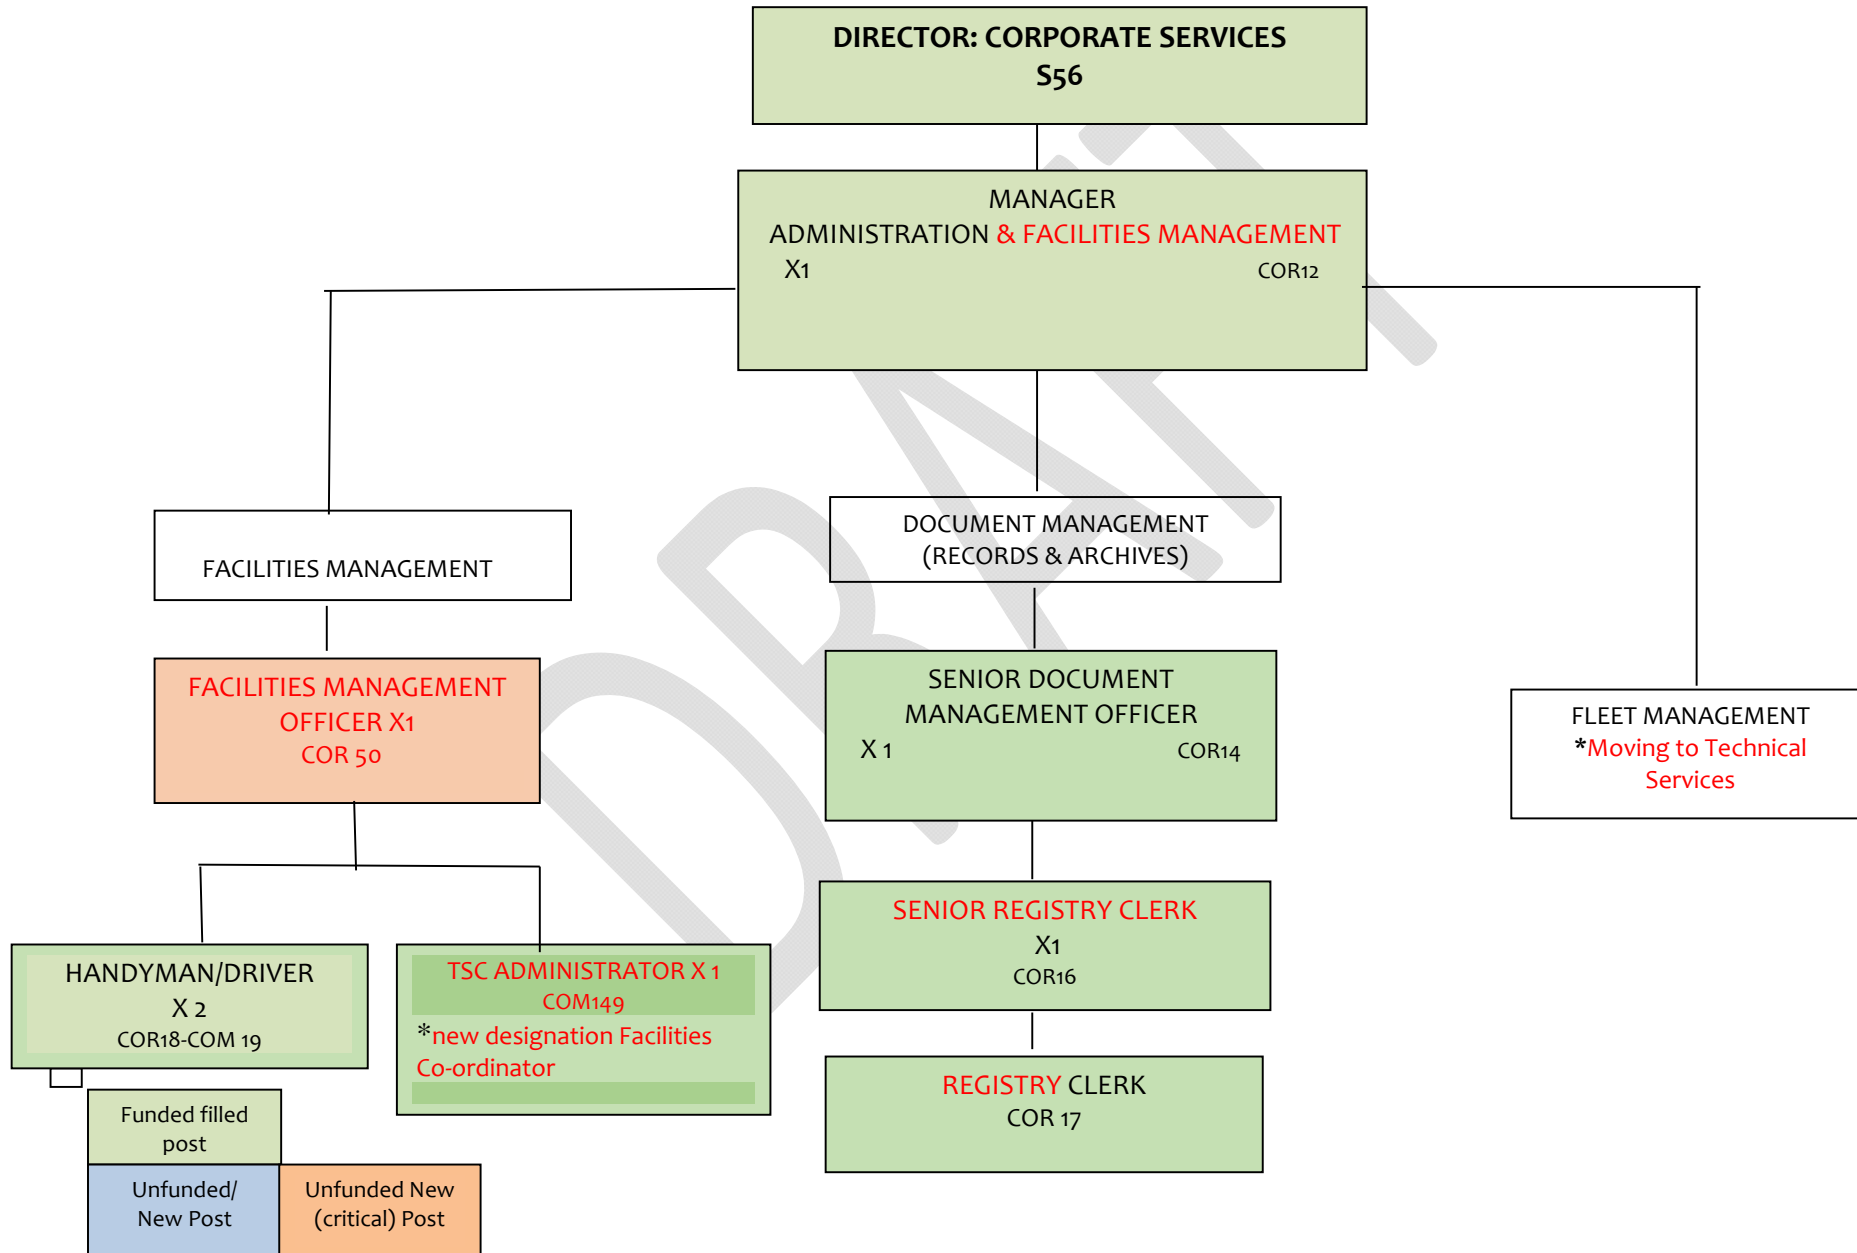 DIRECTOR: CORPORATE SERVICES
S56
MANAGER
ADMINISTRATION & FACILITIES MANAGEMENT
X1 COR12
FACILITIES MANAGEMENT
DOCUMENT MANAGEMENT
(RECORDS & ARCHIVES)
FACILITIES MANAGEMENT
OFFICER X1
COR 50
SENIOR DOCUMENT
MANAGEMENT OFFICER
X 1 COR14
FLEET MANAGEMENT
*Moving to Technical
Services
SENIOR REGISTRY CLERK
X1
COR16
HANDYMAN/DRIVER
X 2
COR18-COM 19
TSC ADMINISTRATOR X 1
COM149
*new designation Facilities
Co-ordinator
REGISTRY CLERK
COR 17
Funded filled
post
Unfunded/
New Post
Unfunded New
(critical) Post
DRAFT